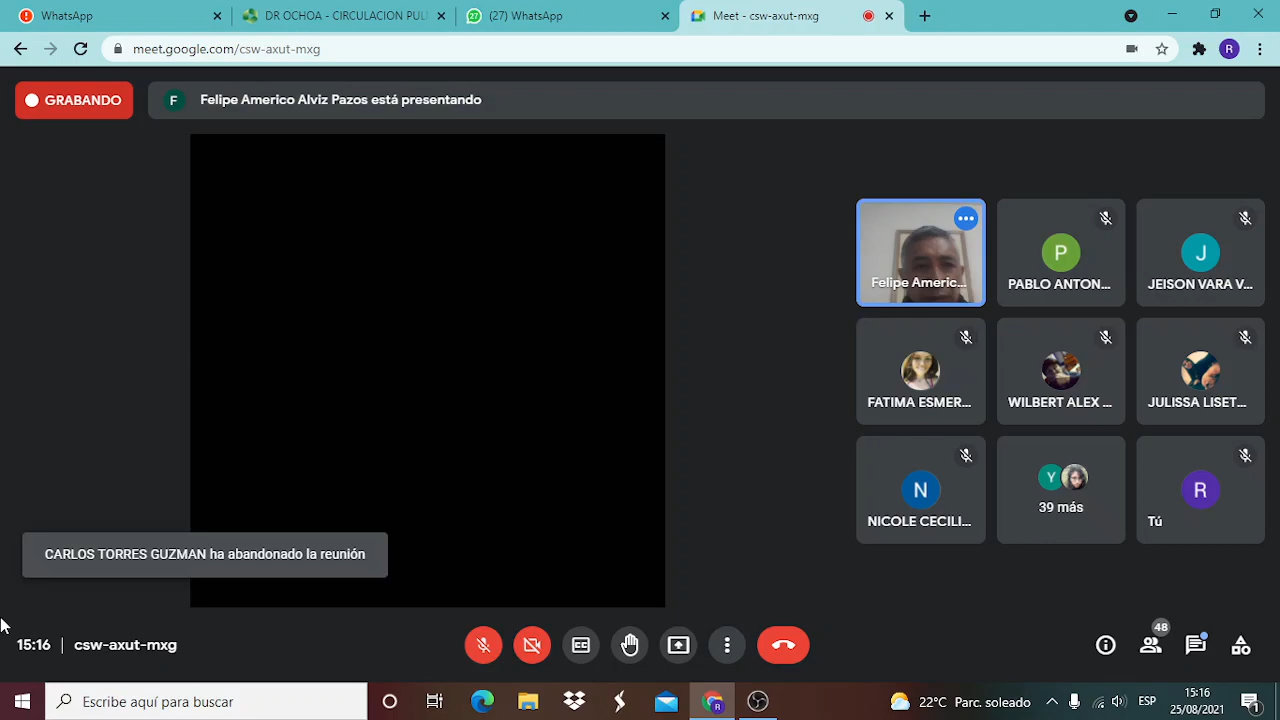 WhatsApp
DR OCHOA - CIRCULACION PUL
(27) WhatsApp
Meet - csw-axut-mxg
meet.google.com/csw-axut-mxg
R
GRABANDO
F
Felipe Americo Alviz Pazos está presentando
Felipe Americ...
P
PABLO ANTON...
J
JEISON VARA V...
FATIMA ESMER...
WILBERT ALEX ...
JULISSA LISET...
N
NICOLE CECILI...
Y
39 más
R
Tú
CARLOS TORRES GUZMAN ha abandonado la reunión
15:16
csw-axut-mxg
48
Escribe aquí para buscar
22°C Parc. soleado
ESP
15:16
25/08/2021
1